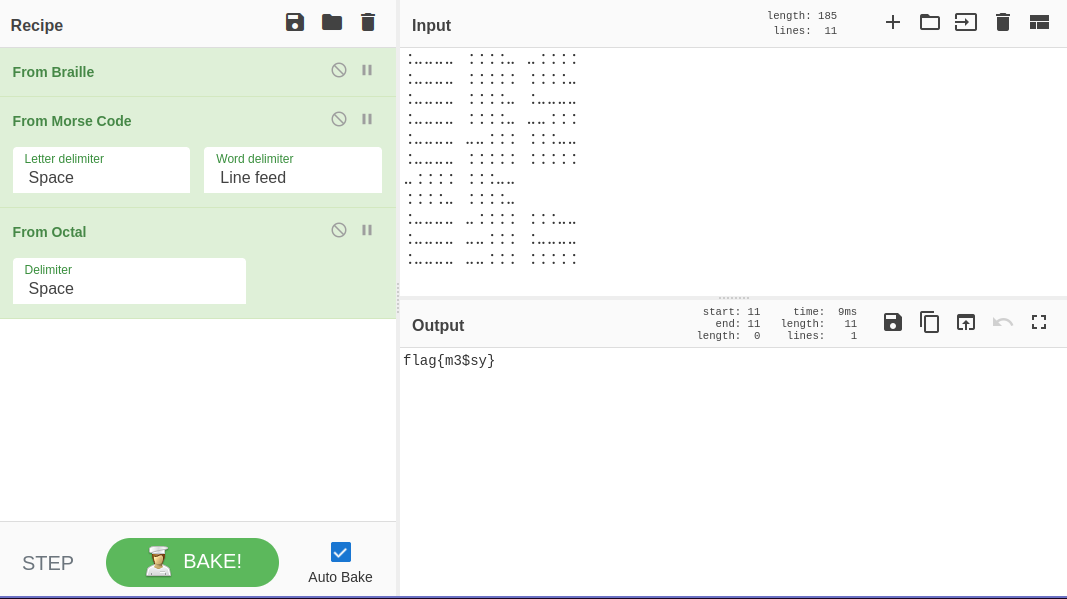 Recipe
From Braille
From Morse Code
Letter delimiter
Space
Word delimiter
Line feed
From Octal
Delimiter
Space
STEP
BAKE!
Auto Bake
Input
length: 185
lines: 11
⠨⠤⠤⠤⠤ ⠨⠨⠨⠨⠤ ⠤⠨⠨⠨⠨
⠨⠤⠤⠤⠤ ⠨⠨⠨⠨⠨ ⠨⠨⠨⠨⠤
⠨⠤⠤⠤⠤ ⠨⠨⠨⠨⠤ ⠨⠤⠤⠤⠤
⠨⠤⠤⠤⠤ ⠨⠨⠨⠨⠤ ⠤⠤⠨⠨⠨
⠨⠤⠤⠤⠤ ⠤⠤⠨⠨⠨ ⠨⠨⠨⠤⠤
⠨⠤⠤⠤⠤ ⠨⠨⠨⠨⠨ ⠨⠨⠨⠨⠨
⠤⠨⠨⠨⠨ ⠨⠨⠨⠤⠤
⠨⠨⠨⠨⠤ ⠨⠨⠨⠨⠤
⠨⠤⠤⠤⠤ ⠤⠨⠨⠨⠨ ⠨⠨⠨⠤⠤
⠨⠤⠤⠤⠤ ⠤⠤⠨⠨⠨ ⠨⠤⠤⠤⠤
⠨⠤⠤⠤⠤ ⠤⠤⠨⠨⠨ ⠨⠨⠨⠨⠨
Output
start: 11 time: 9ms
end: 11 length: 11
length: 0 lines: 1
flag{m3$sy}